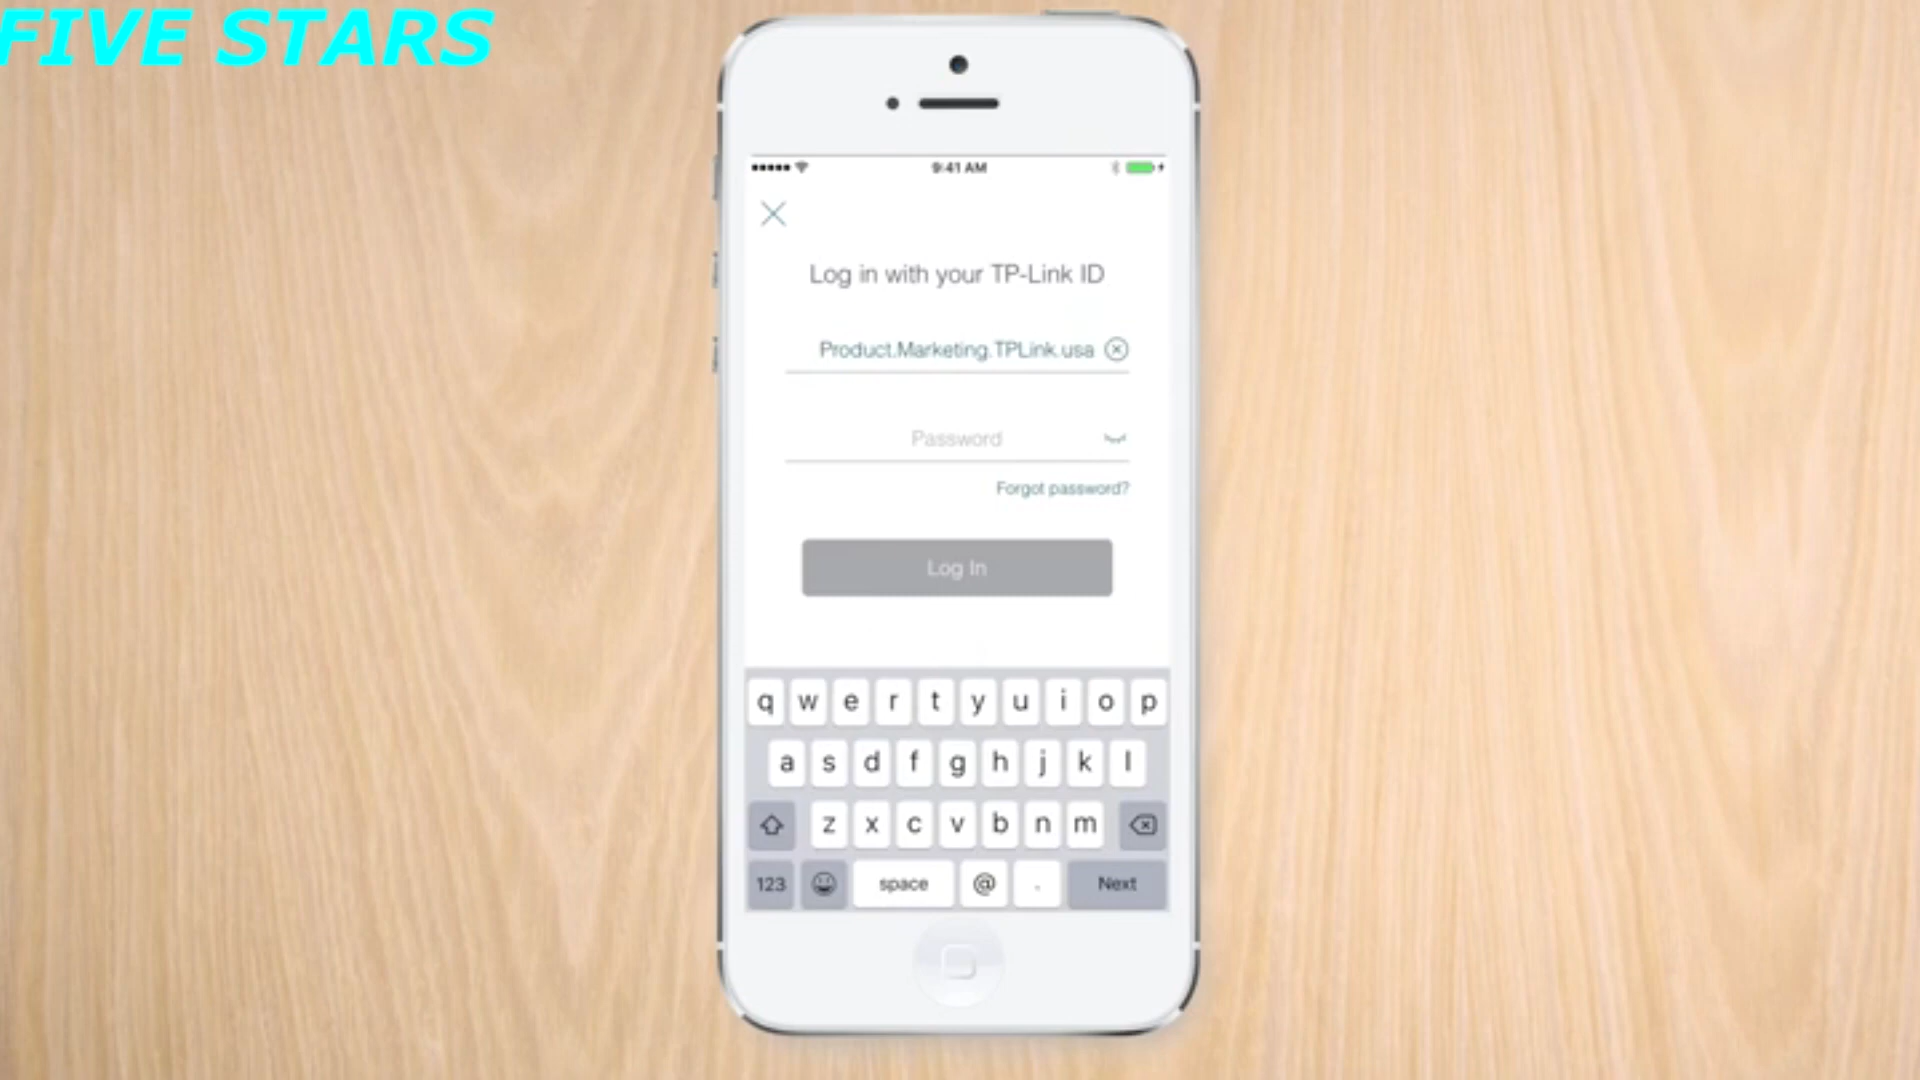 FIVE STARS
9:41 AM
Log in with your TP-Link ID
Product.Marketing.TPLink.usa
Password
Forgot password?
Log In
q w e r t y u i o p
a s d f g h j k l
z x c v b n m
123 space @ . Next